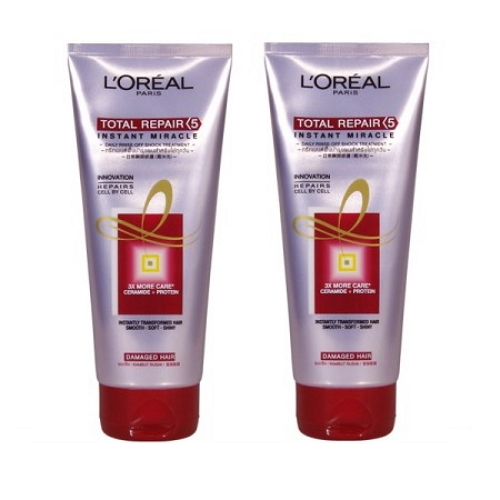 L'ORÉAL
PARIS
TOTAL REPAIR 5
INSTANT MIRACLE
DAILY RINSE-OFF SHOCK TREATMENT
INNOVATION
REPAIRS
CELL BY CELL
3X MORE CARE*
CERAMIDE + PROTEIN
INSTANTLY TRANSFORMED HAIR
SMOOTH - SOFT - SHINY
DAMAGED HAIR
L'ORÉAL
PARIS
TOTAL REPAIR 5
INSTANT MIRACLE
DAILY RINSE-OFF SHOCK TREATMENT
INNOVATION
REPAIRS
CELL BY CELL
3X MORE CARE*
CERAMIDE + PROTEIN
INSTANTLY TRANSFORMED HAIR
SMOOTH - SOFT - SHINY
DAMAGED HAIR